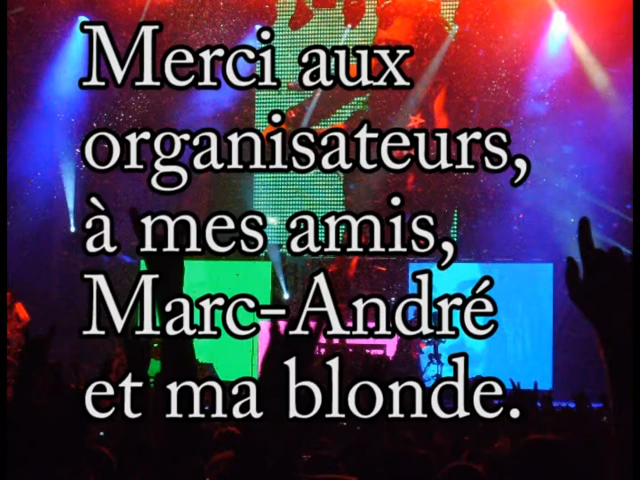 Merci aux
organisateurs,
à mes amis,
Marc-André
et ma blonde.